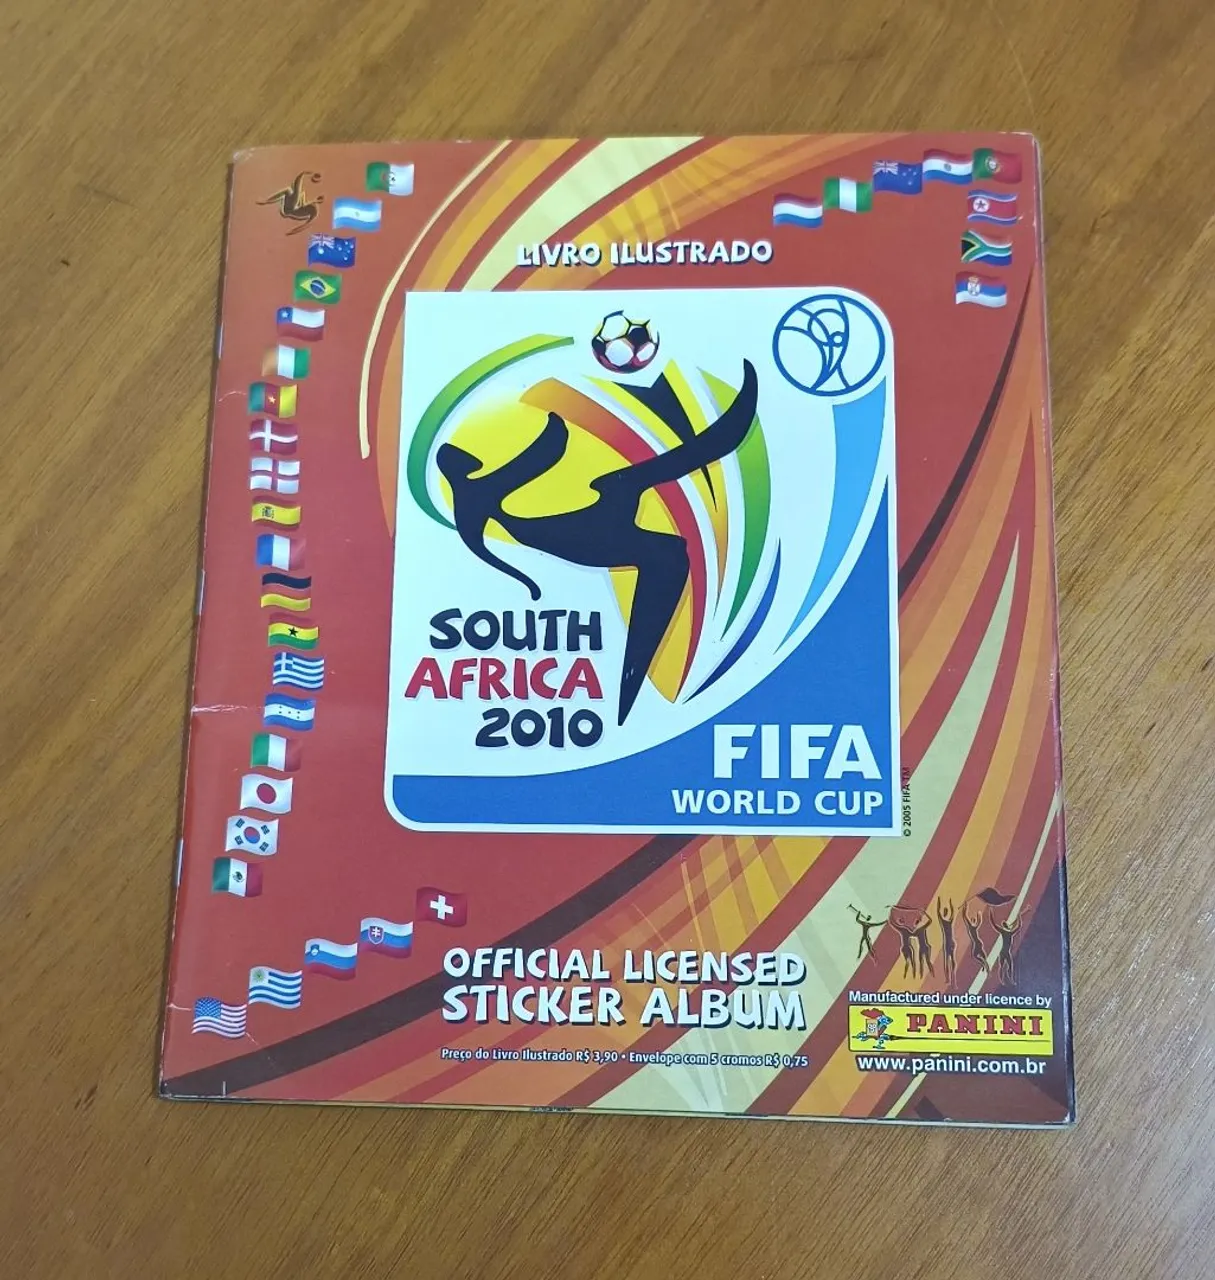 LIVRO ILUSTRADO
SOUTH
AFRICA
2010
FIFA
WORLD CUP
© 2005 FIFA TM
OFFICIAL LICENSED
STICKER ALBUM
Preço do Livro Ilustrado R$ 3,90 • Envelope com 5 cromos R$ 0,75
Manufactured under licence by
PANINI
www.panini.com.br